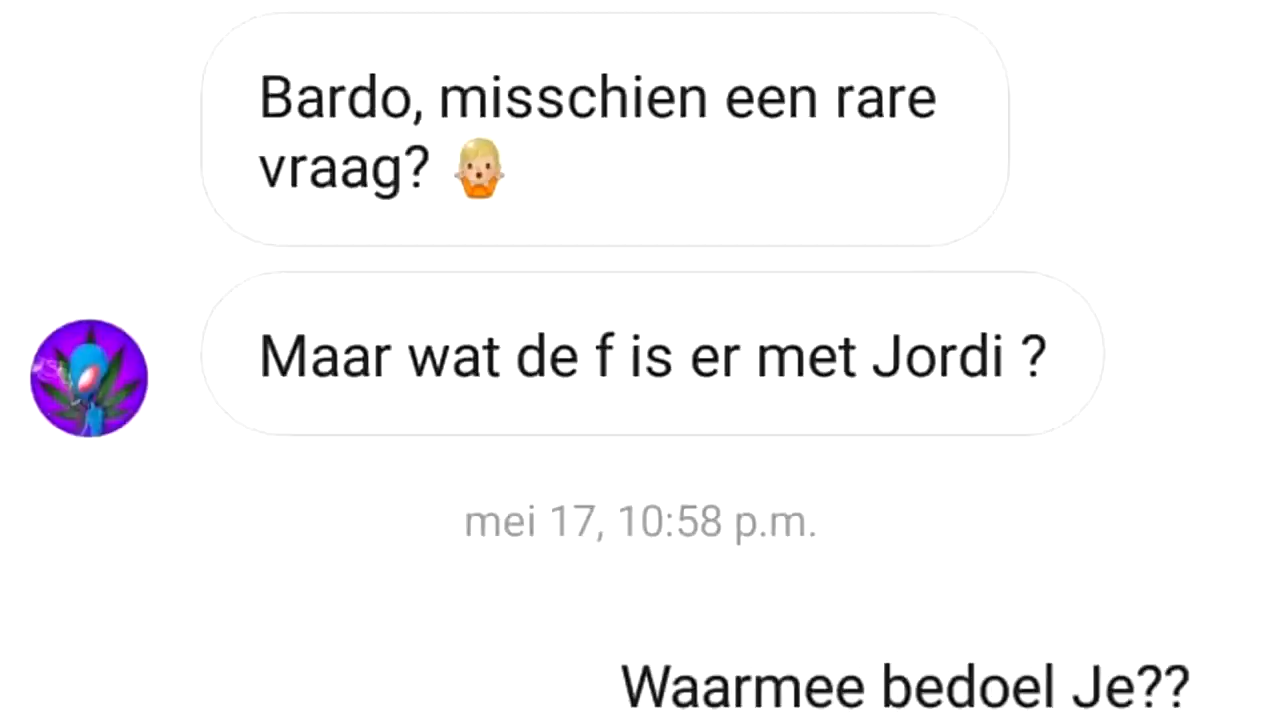 Bardo, misschien een rare
vraag? 🤷🏼
Maar wat de f is er met Jordi ?
mei 17, 10:58 p.m.
Waarmee bedoel Je??